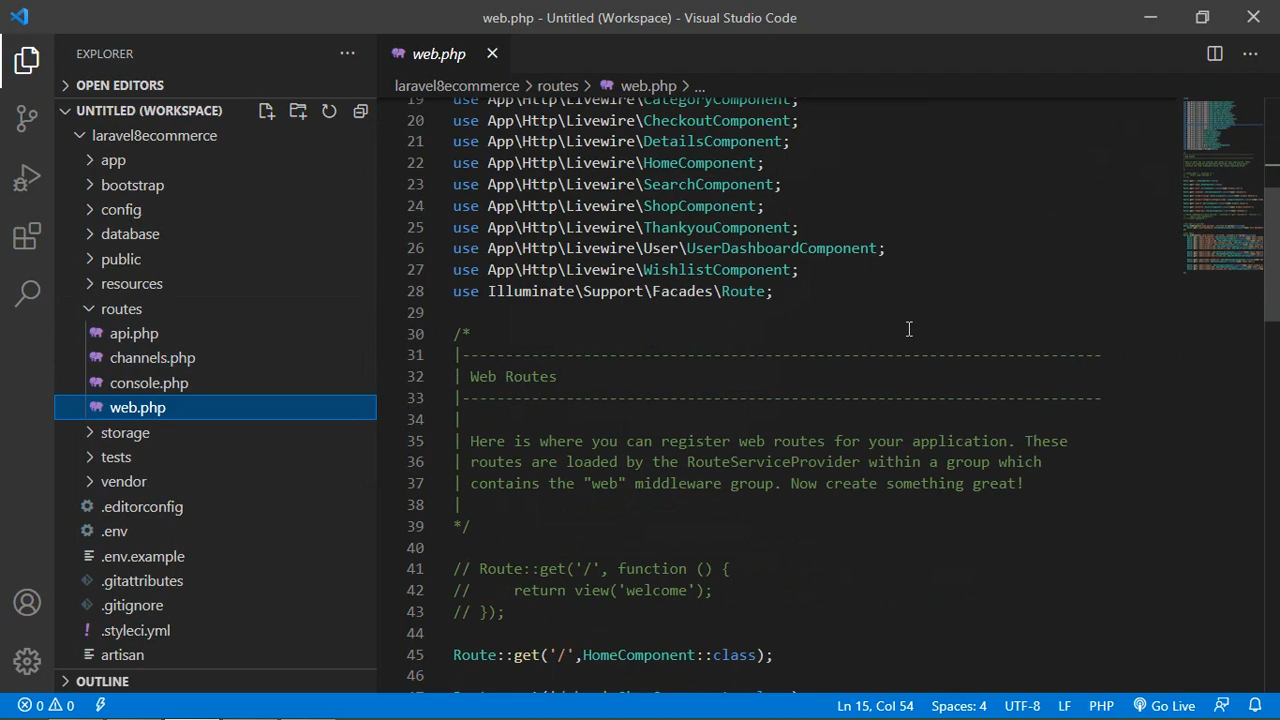 web.php - Untitled (Workspace) - Visual Studio Code
EXPLORER
OPEN EDITORS
UNTITLED (WORKSPACE)
laravel8ecommerce
app
bootstrap
config
database
public
resources
routes
api.php
channels.php
console.php
web.php
storage
tests
vendor
.editorconfig
.env
.env.example
.gitattributes
.gitignore
.styleci.yml
artisan
OUTLINE
web.php
laravel8ecommerce > routes > web.php > ...
19 use App\Http\Livewire\CategoryComponent;
20 use App\Http\Livewire\CheckoutComponent;
21 use App\Http\Livewire\DetailsComponent;
22 use App\Http\Livewire\HomeComponent;
23 use App\Http\Livewire\SearchComponent;
24 use App\Http\Livewire\ShopComponent;
25 use App\Http\Livewire\ThankyouComponent;
26 use App\Http\Livewire\User\UserDashboardComponent;
27 use App\Http\Livewire\WishlistComponent;
28 use Illuminate\Support\Facades\Route;
29
30 /*
31 |--------------------------------------------------------------------------
32 | Web Routes
33 |--------------------------------------------------------------------------
34 |
35 | Here is where you can register web routes for your application. These
36 | routes are loaded by the RouteServiceProvider within a group which
37 | contains the "web" middleware group. Now create something great!
38 |
39 */
40
41 // Route::get('/', function () {
42 //     return view('welcome');
43 // });
44
45 Route::get('/',HomeComponent::class);
46
0 0
Ln 15, Col 54
Spaces: 4
UTF-8
LF
PHP
Go Live